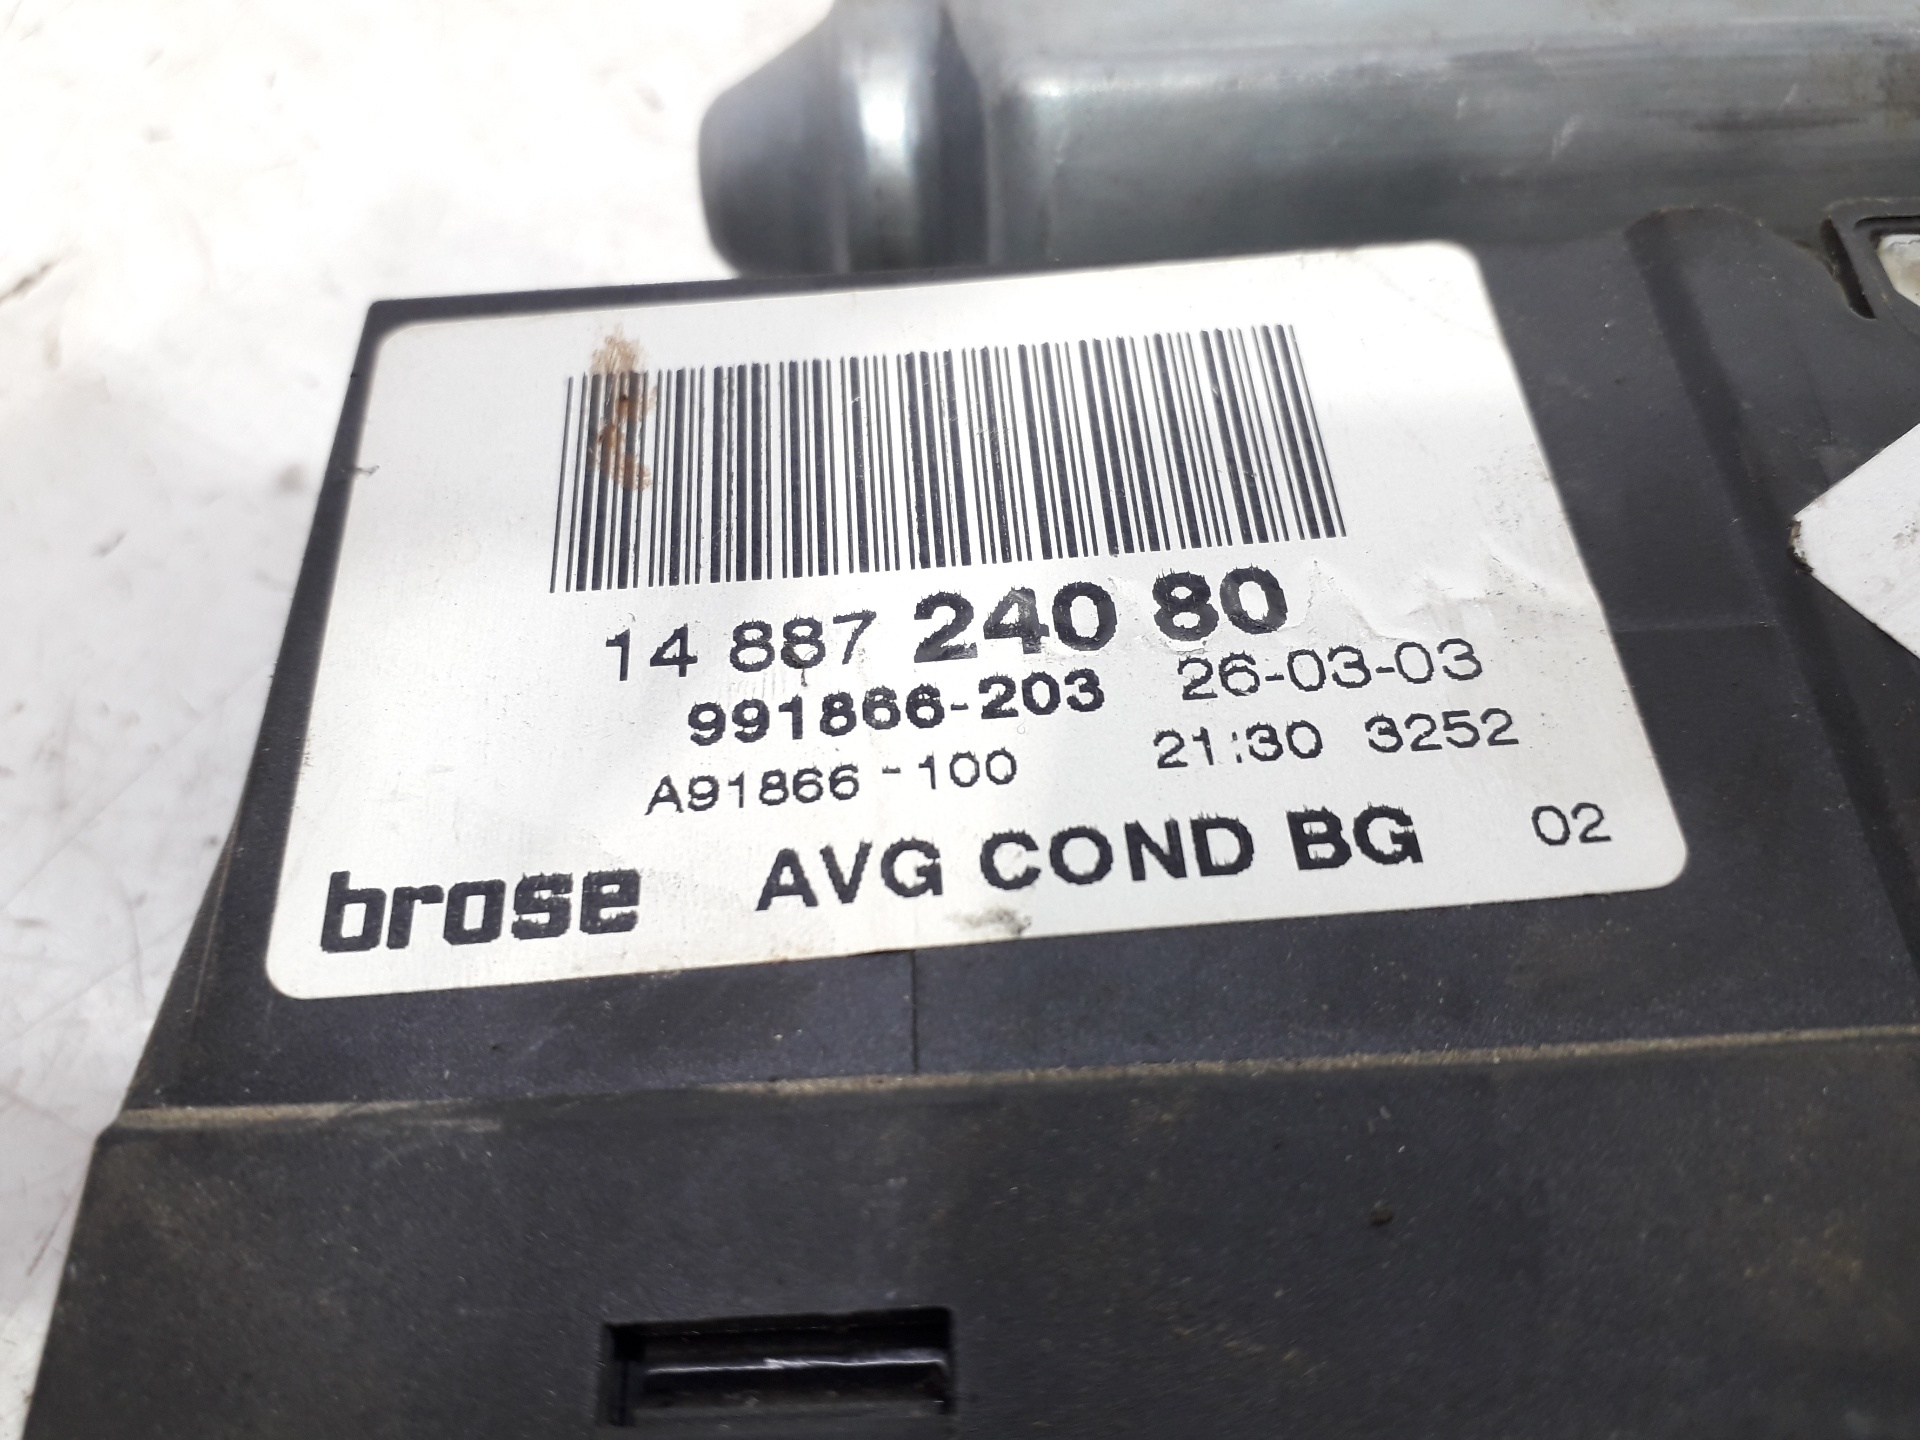 14 887 240 80
991866-203 26-03-03
A91866-100 21:30 3252
brose AVG COND BG 02